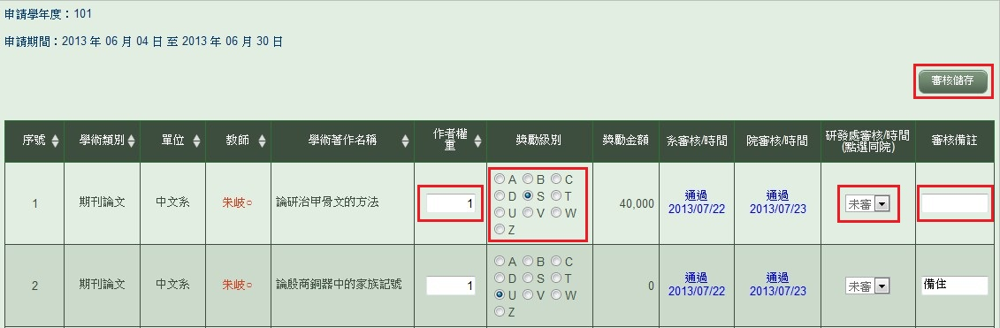 申請學年度：101
申請期間：2013 年 06 月 04 日 至 2013 年 06 月 30 日
審核儲存
序號 學術類別 單位 教師 學術著作名稱 作者權重 獎勵級別 獎勵金額 系審核/時間 院審核/時間 研發處審核/時間 (點選同院) 審核備註
1 期刊論文 中文系 朱岐○ 論研治甲骨文的方法 1
A B C
D S T
U V W
Z
40,000
通過
2013/07/22
通過
2013/07/23
未審
2 期刊論文 中文系 朱岐○ 論殷商銅器中的家族記號 1
A B C
D S T
U V W
Z
0
通過
2013/07/22
通過
2013/07/23
未審
備住